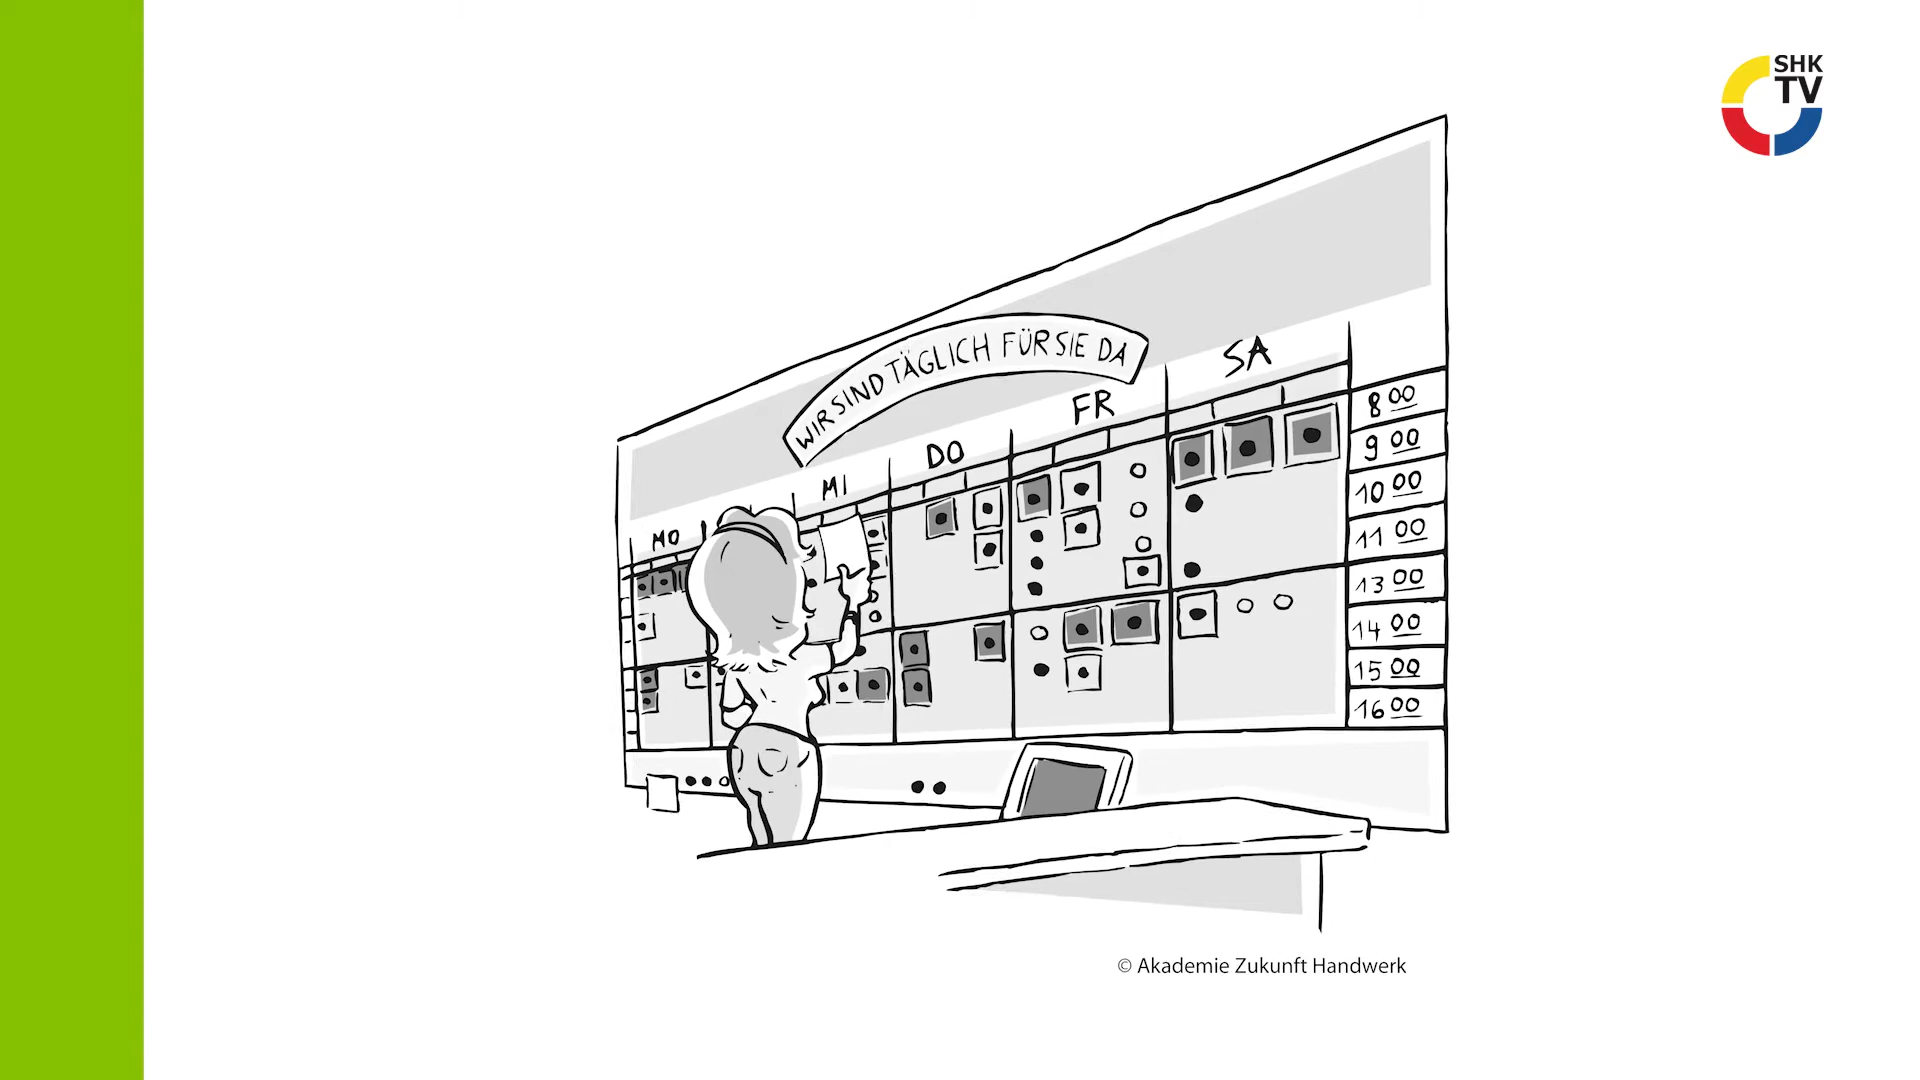 SHK
TV
WIR SIND TÄGLICH FÜR SIE DA
MO
MI
DO
FR
SA
8 00
9 00
10 00
11 00
13 00
14 00
15 00
16 00
© Akademie Zukunft Handwerk